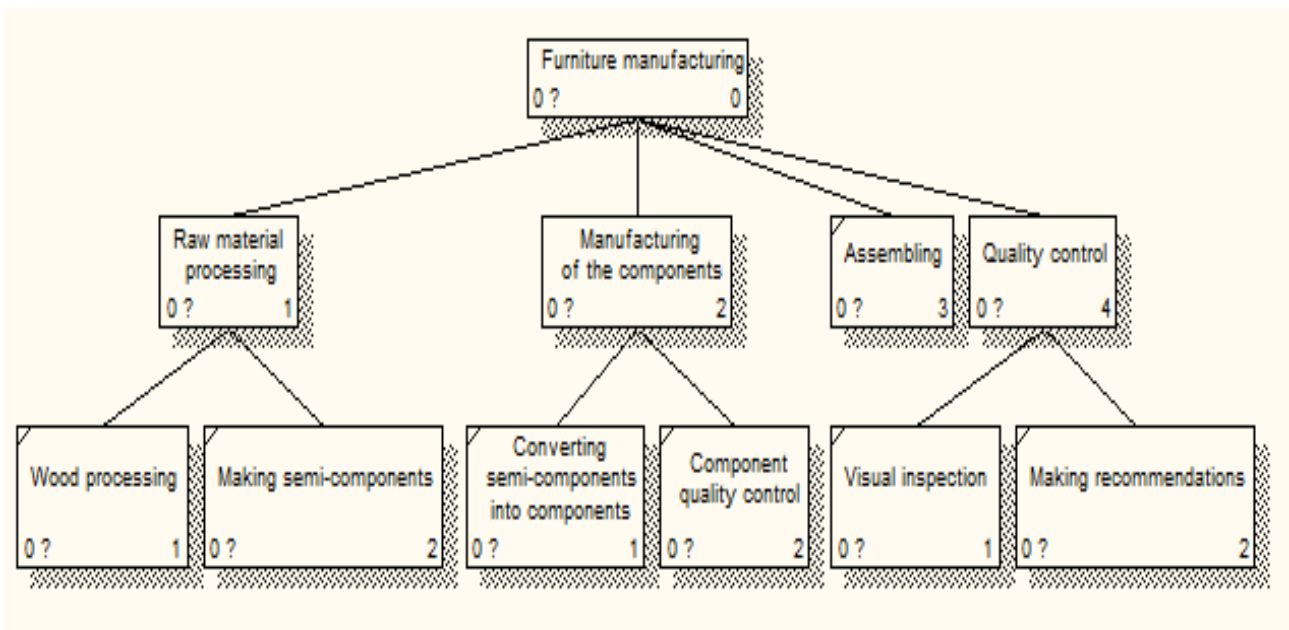 Furniture manufacturing
0 ? 0
Raw material
processing
0 ? 1
Manufacturing
of the components
0 ? 2
Assembling
0 ? 3
Quality control
0 ? 4
Wood processing
0 ? 1
Making semi-components
0 ? 2
Converting
semi-components
into components
0 ? 1
Component
quality control
0 ? 2
Visual inspection
0 ? 1
Making recommendations
0 ? 2